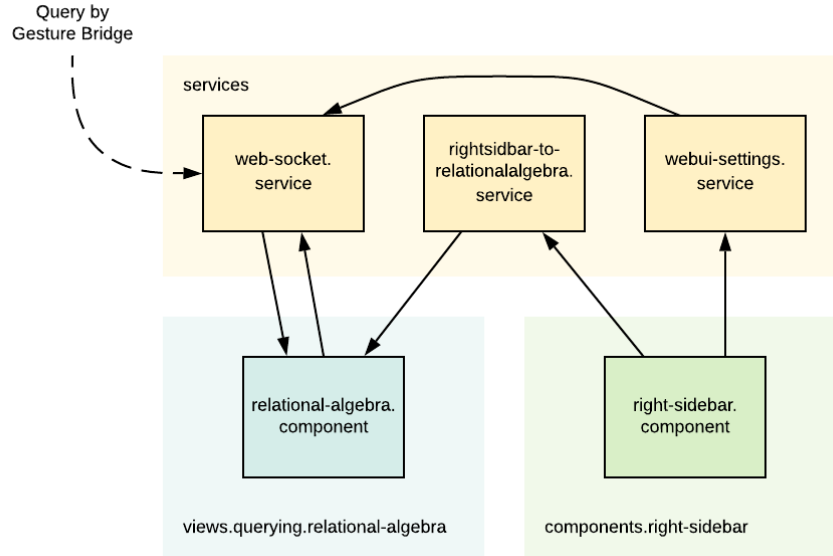 Query by
Gesture Bridge
services
web-socket.
service
rightsidbar-to-
relationalalgebra.
service
webui-settings.
service
relational-algebra.
component
right-sidebar.
component
views.querying.relational-algebra
components.right-sidebar